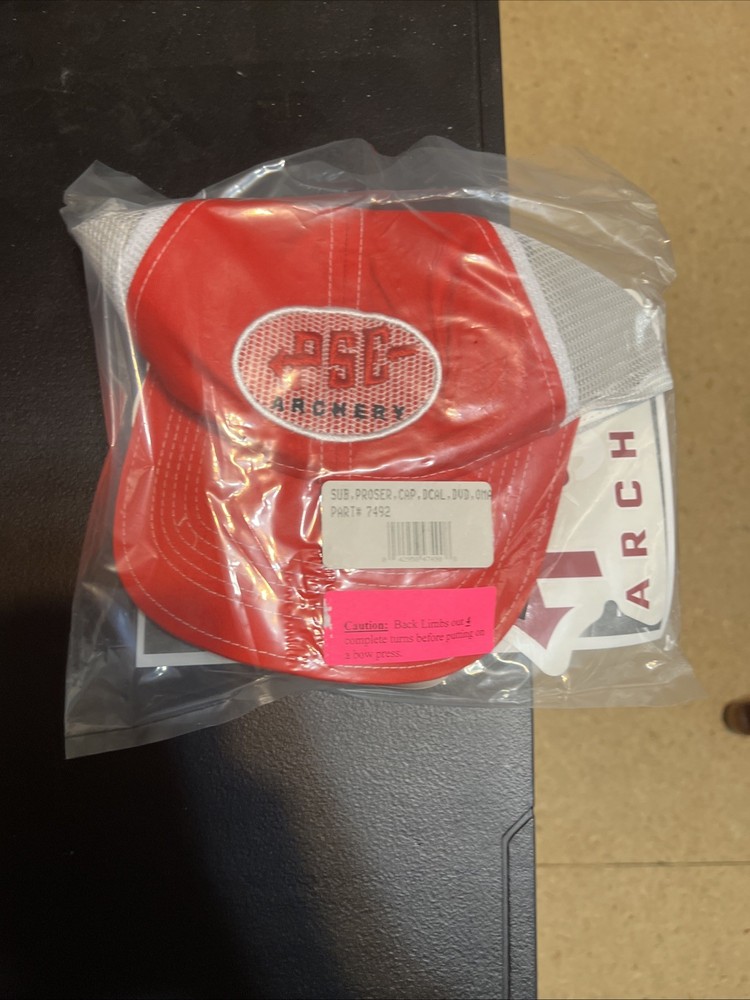 PSE
ARCHERY
SUB,PROSER,CAP,DCAL,DVD,OMA
PART# 7492
Caution: Back Limbs out 4
complete turns before putting on
a bow press.
ARCH